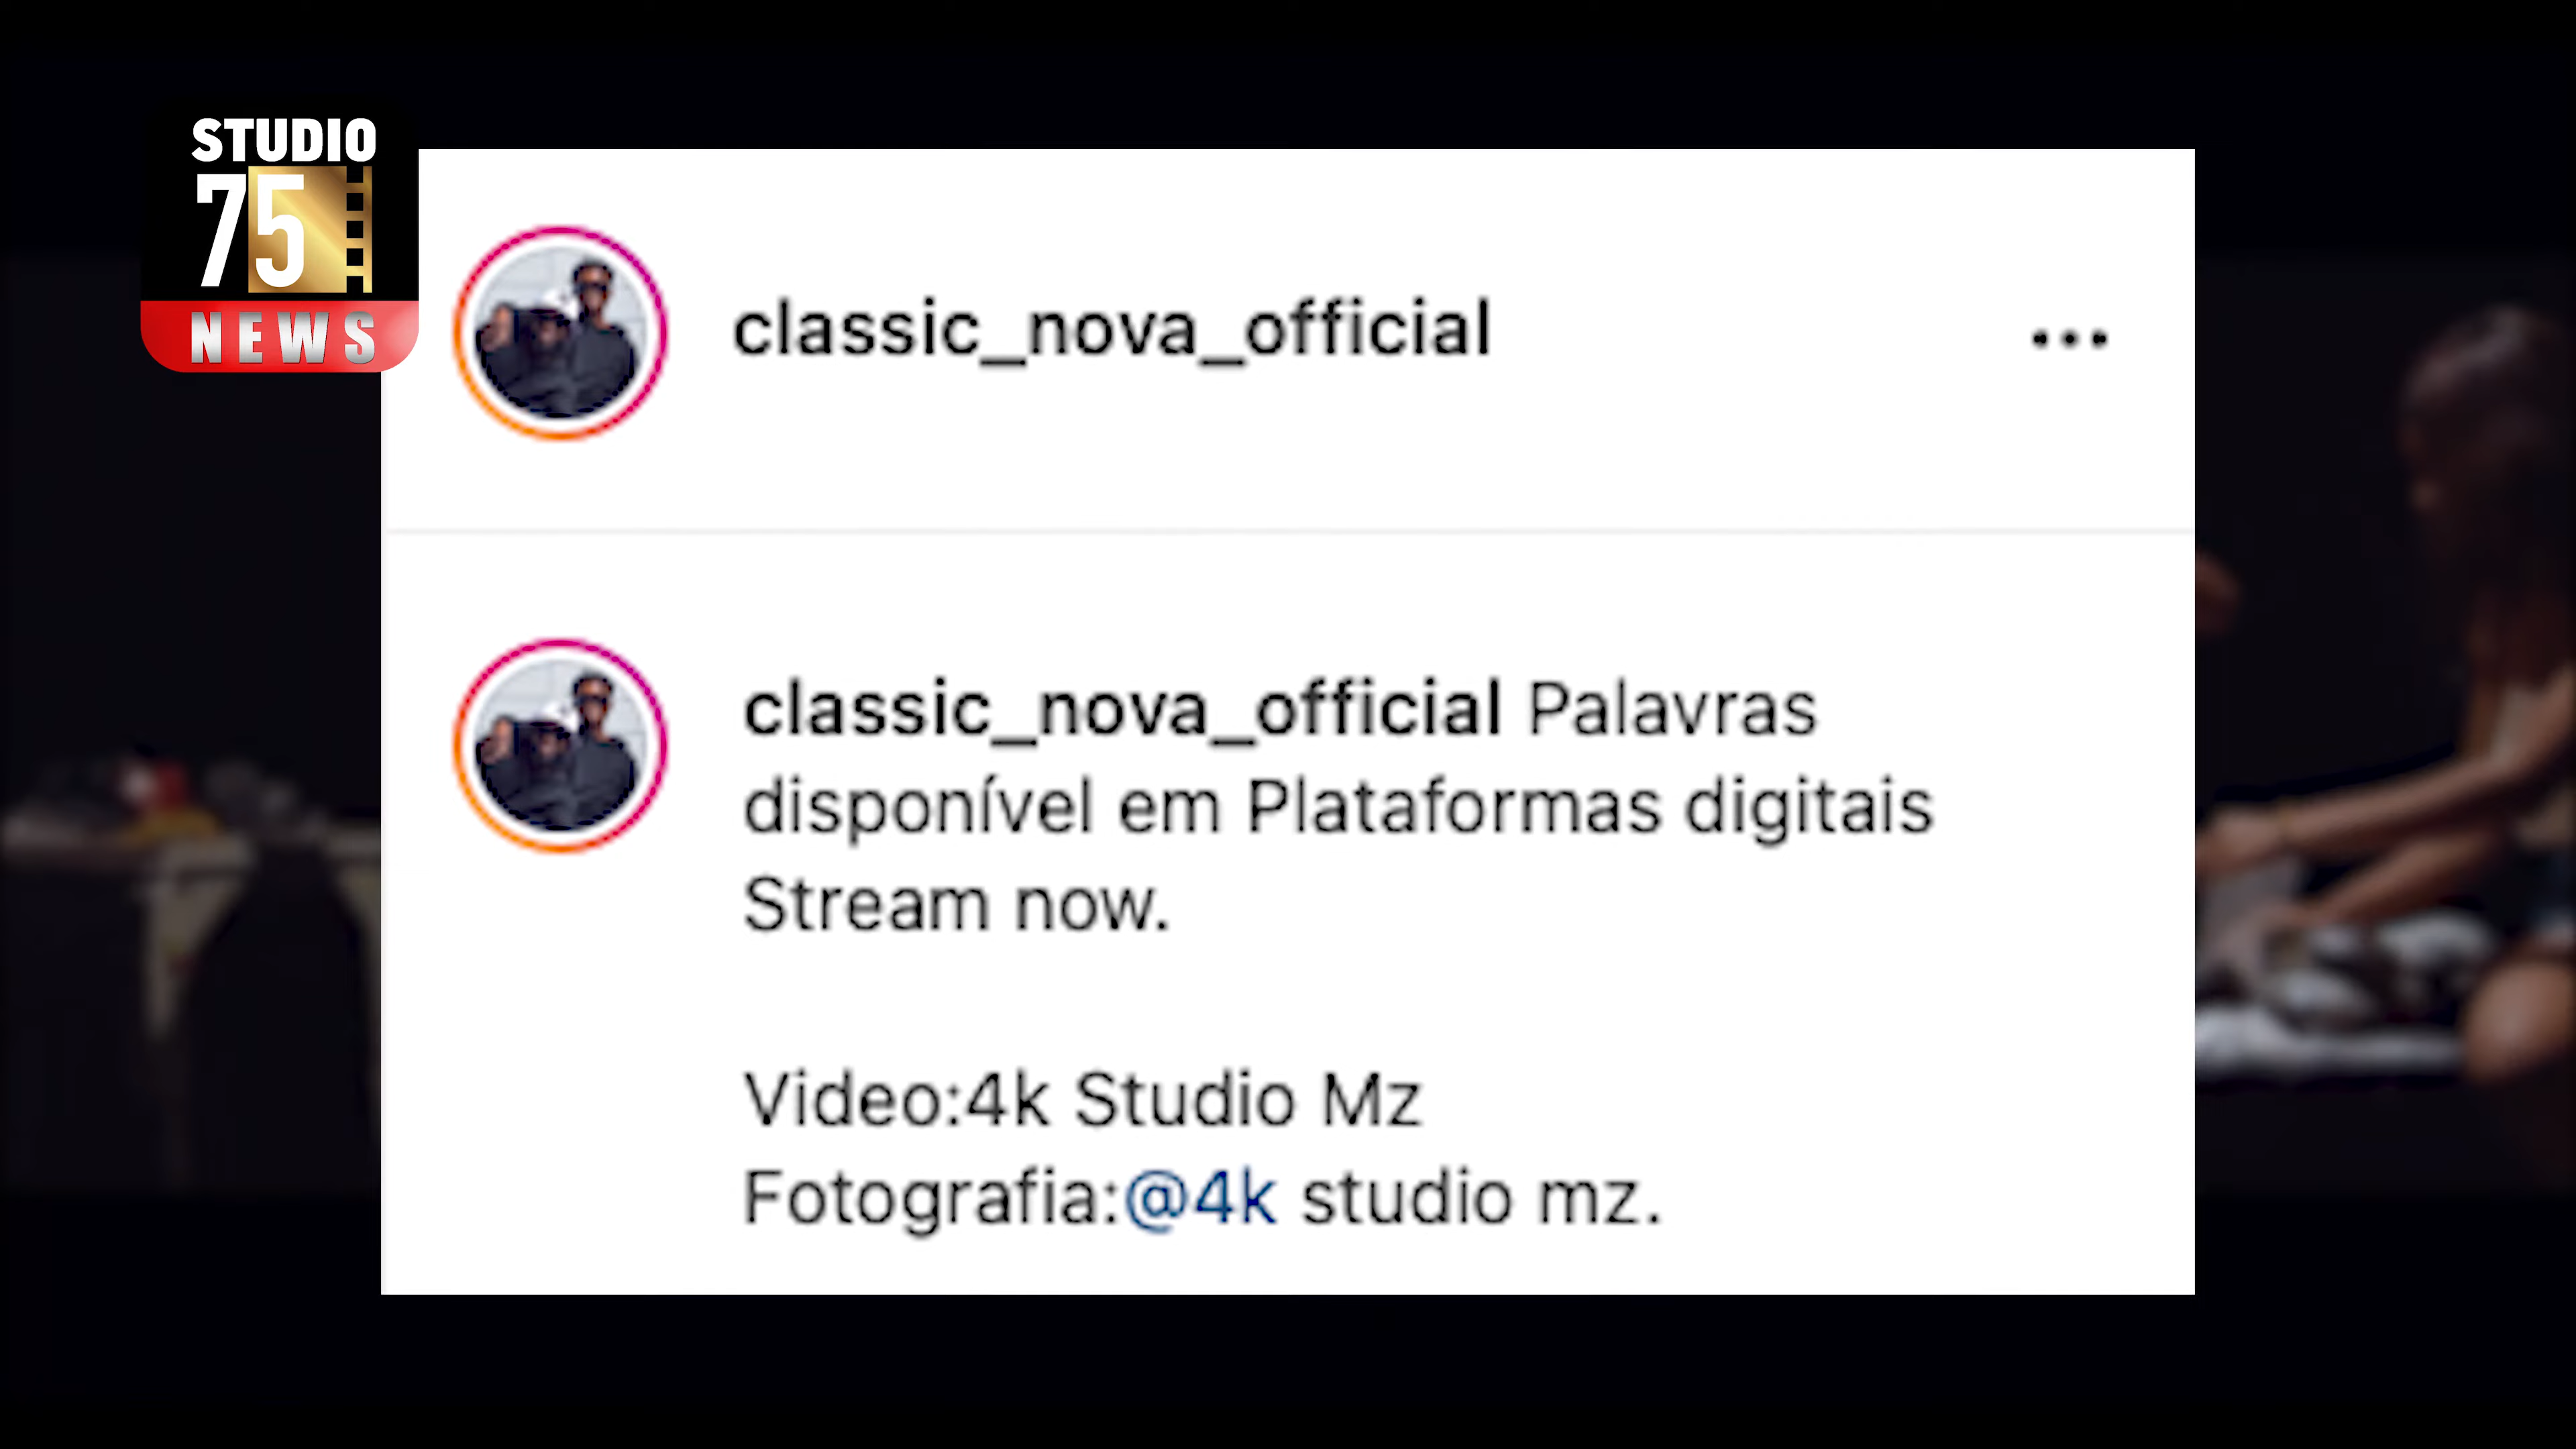 STUDIO
75
NEWS
classic_nova_official
classic_nova_official Palavras
disponível em Plataformas digitais
Stream now.
Video:4k Studio Mz
Fotografia:@4k studio mz.